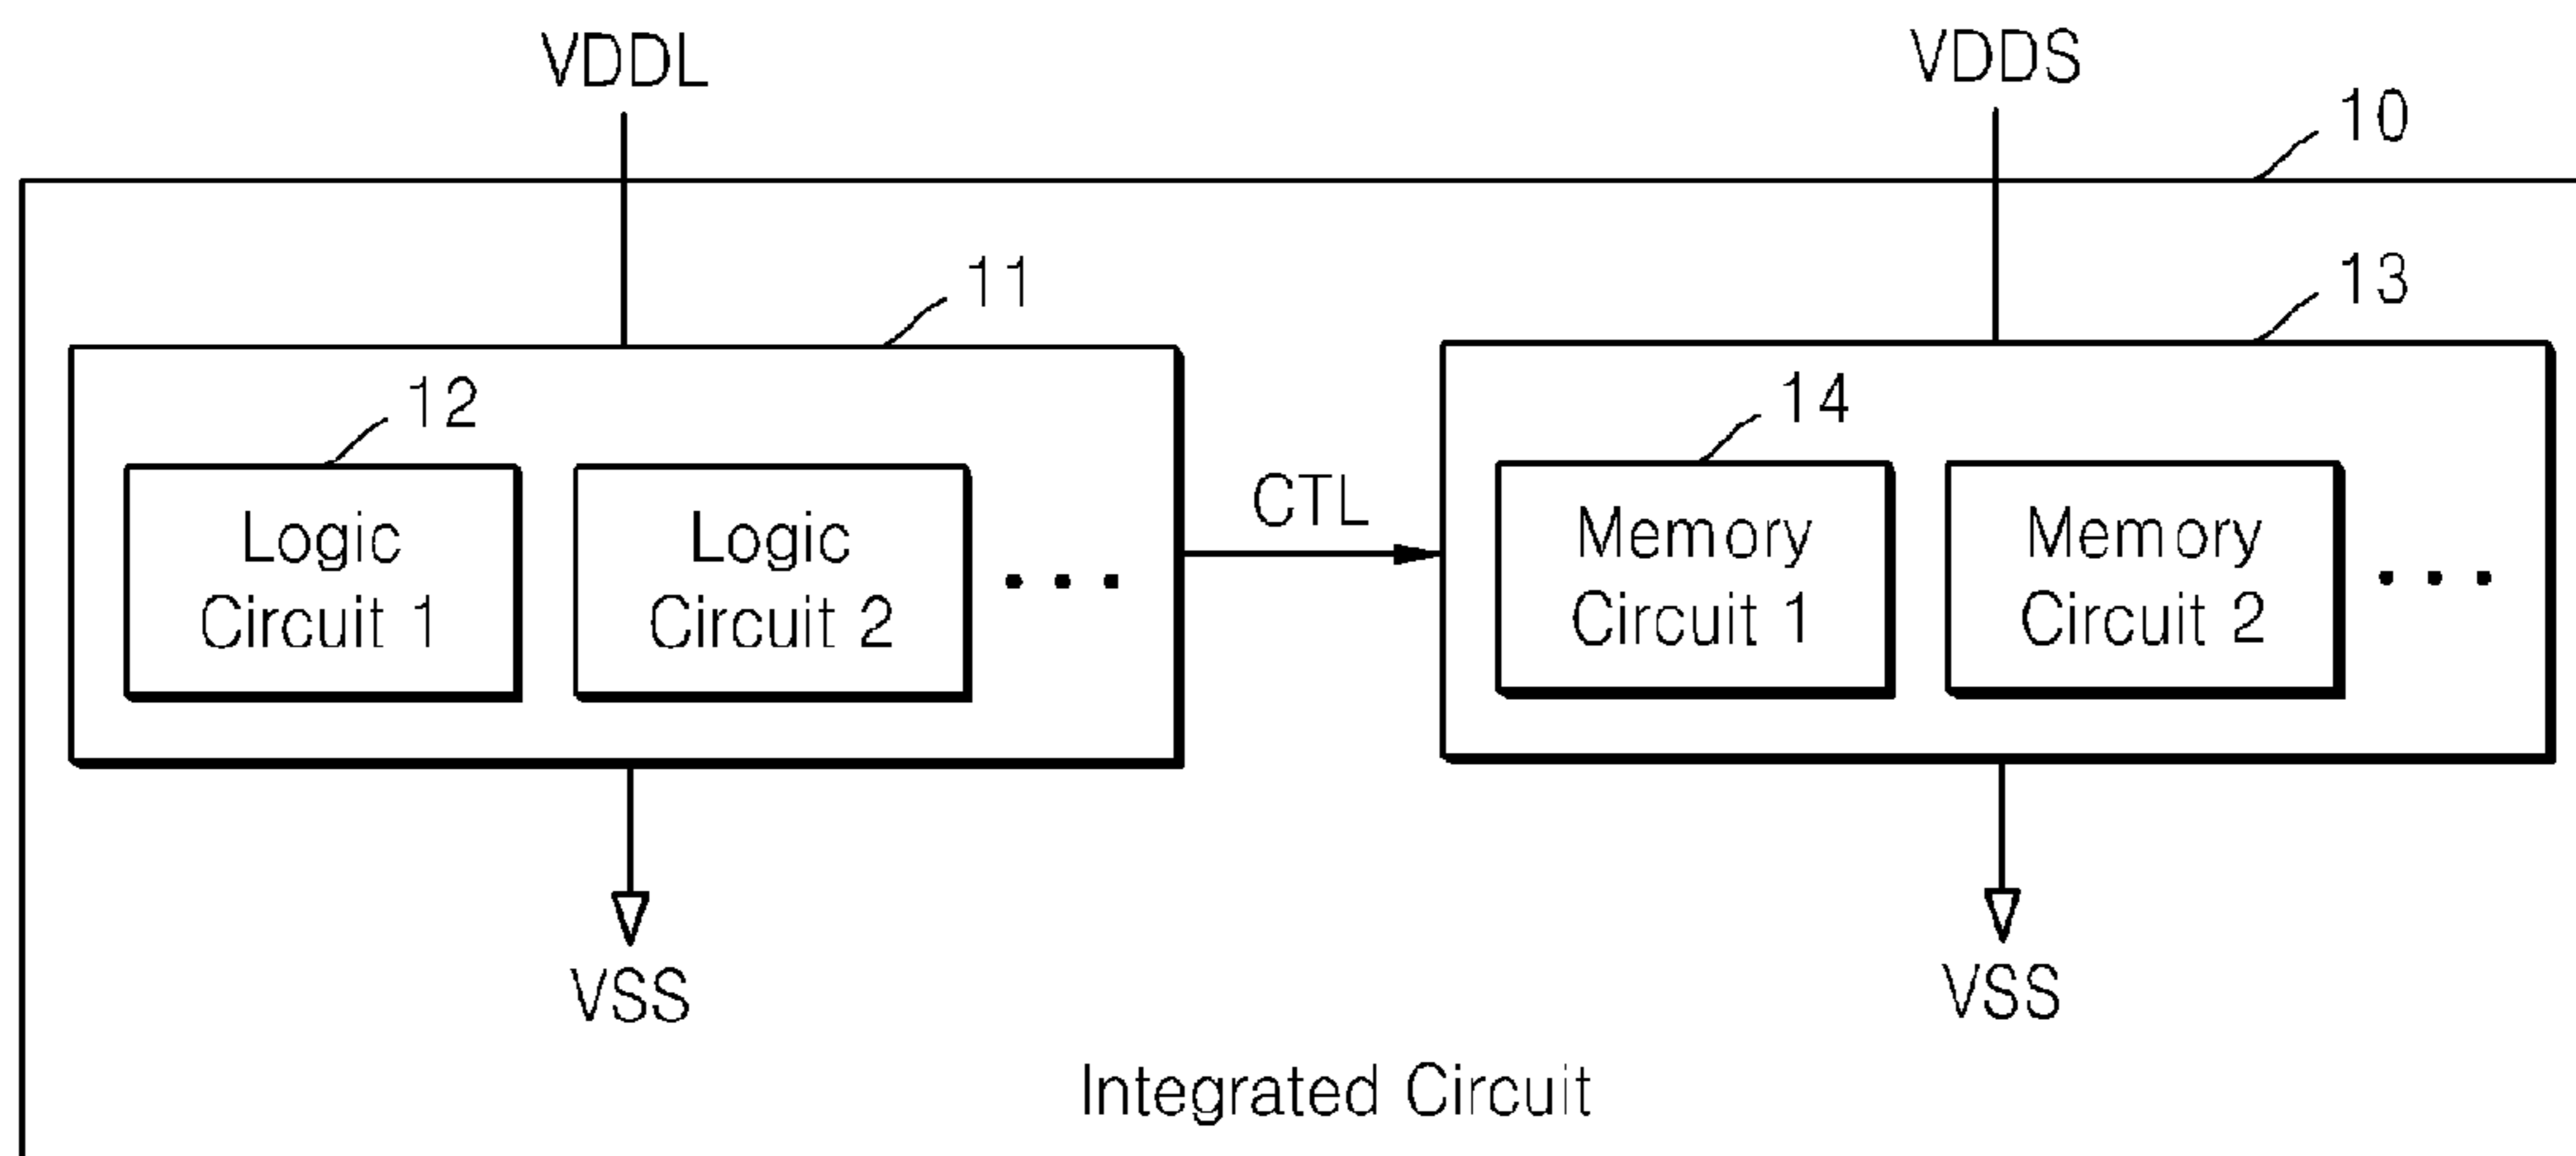 VDDL
VDDS
10
11
13
12
14
Logic
Circuit 1
Logic
Circuit 2
CTL
Memory
Circuit 1
Memory
Circuit 2
VSS
VSS
Integrated Circuit